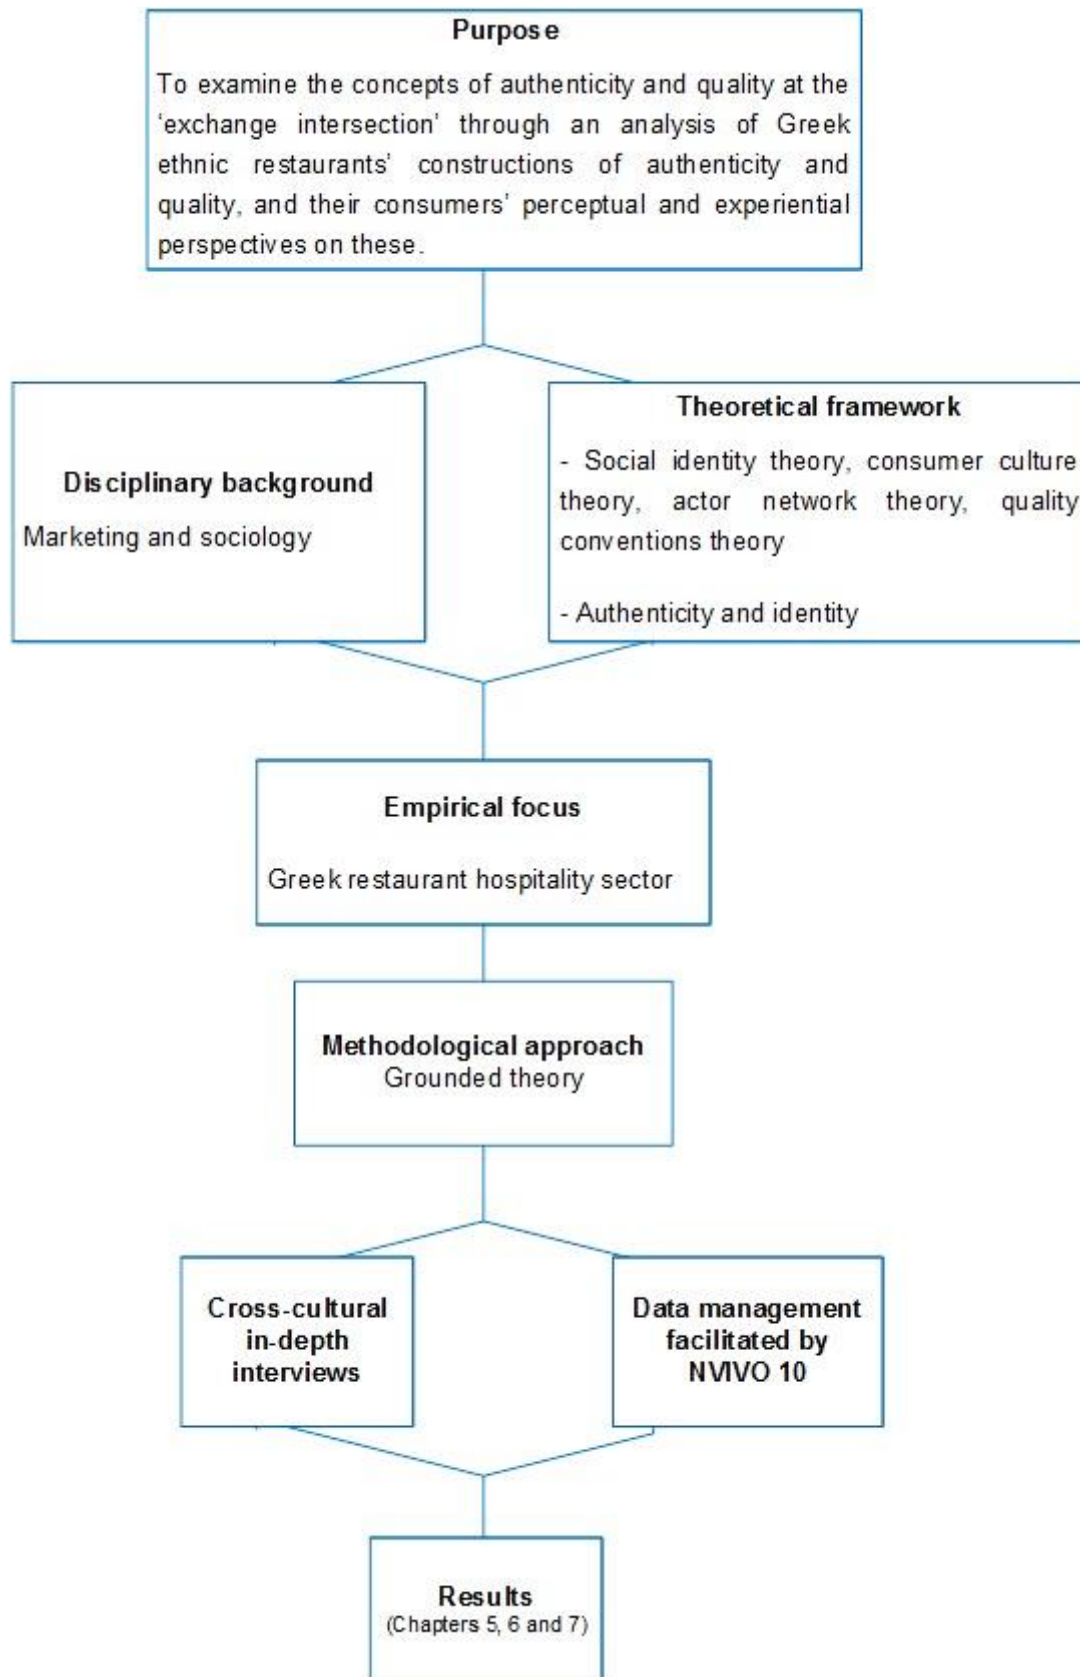 Purpose
To examine the concepts of authenticity and quality at the
‘exchange intersection’ through an analysis of Greek
ethnic restaurants’ constructions of authenticity and
quality, and their consumers’ perceptual and experiential
perspectives on these.
Disciplinary background
Marketing and sociology
Theoretical framework
- Social identity theory, consumer culture
theory, actor network theory, quality
conventions theory
- Authenticity and identity
Empirical focus
Greek restaurant hospitality sector
Methodological approach
Grounded theory
Cross-cultural
in-depth
interviews
Data management
facilitated by
NVIVO 10
Results
(Chapters 5, 6 and 7)